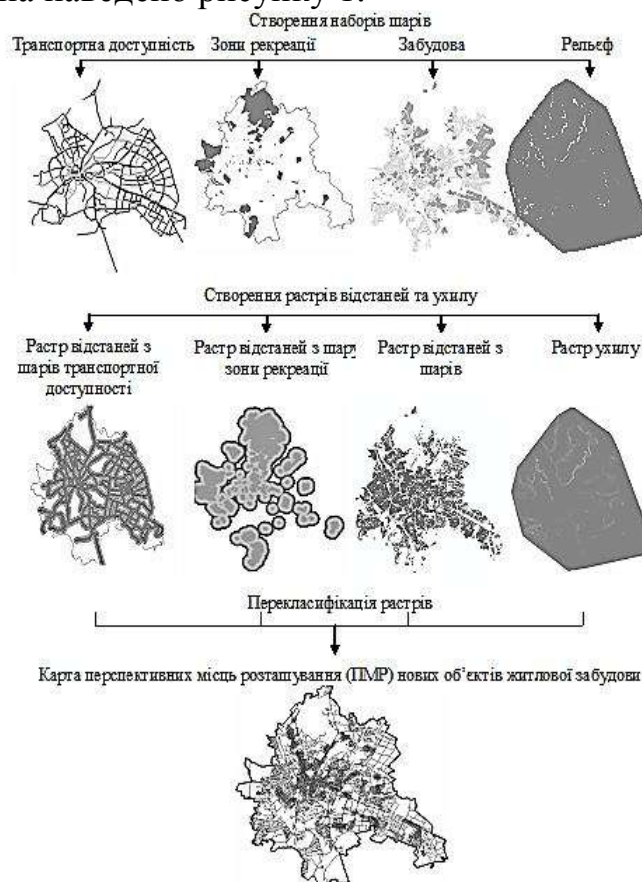 на наведено рисунку 1.
Створення наборів шарів
Транспортна доступність Зони рекреації Забудова Рельєф
Створення растрів відстаней та ухилу
Растр відстаней з
шарів транспортної
доступності
Растр відстаней з шару
зони рекреації
Растр відстаней з
шарів
Растр ухилу
Перекласифікація растрів
Карта перспективних місць розташування (ПМР) нових об’єктів житлової забудови